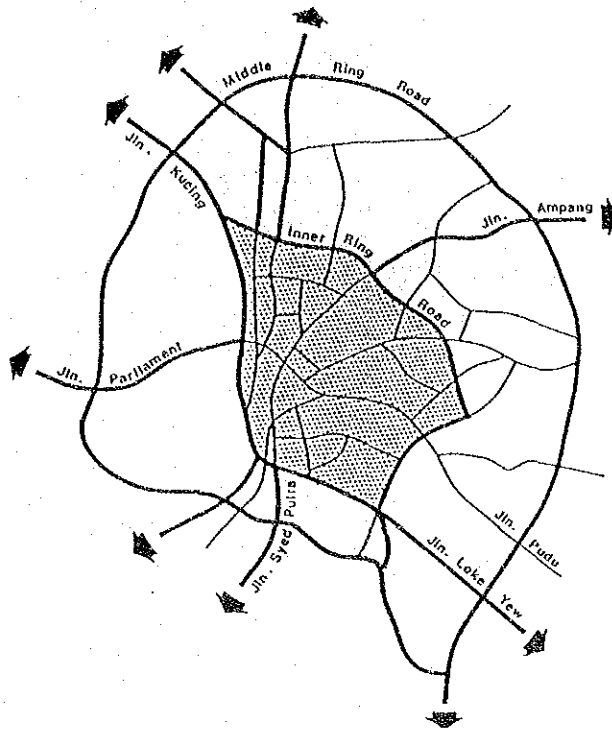 Middle Ring Road
Jln. Kucing
Inner Ring Road
Jln. Ampang
Jln. Parliament
Jln. Syed Putra
Jln. Loke Yew
Jln. Pudu